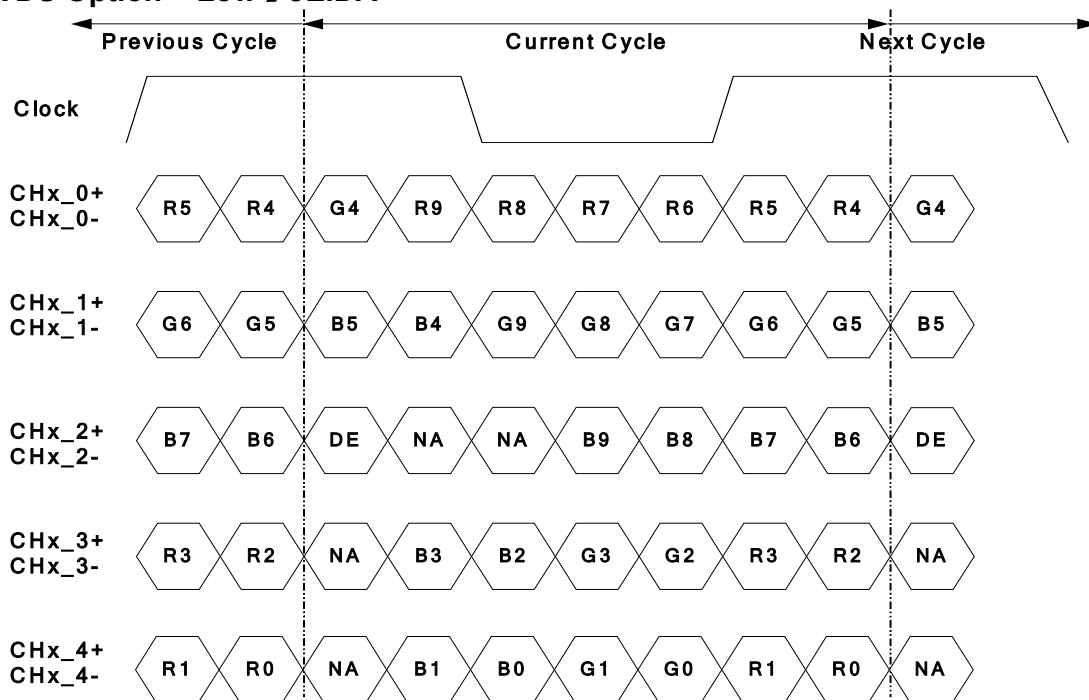 Previous Cycle Current Cycle Next Cycle
Clock
CHx_0+
CHx_0-
R5 R4 G4 R9 R8 R7 R6 R5 R4 G4
CHx_1+
CHx_1-
G6 G5 B5 B4 G9 G8 G7 G6 G5 B5
CHx_2+
CHx_2-
B7 B6 DE NA NA B9 B8 B7 B6 DE
CHx_3+
CHx_3-
R3 R2 NA B3 B2 G3 G2 R3 R2 NA
CHx_4+
CHx_4-
R1 R0 NA B1 B0 G1 G0 R1 R0 NA